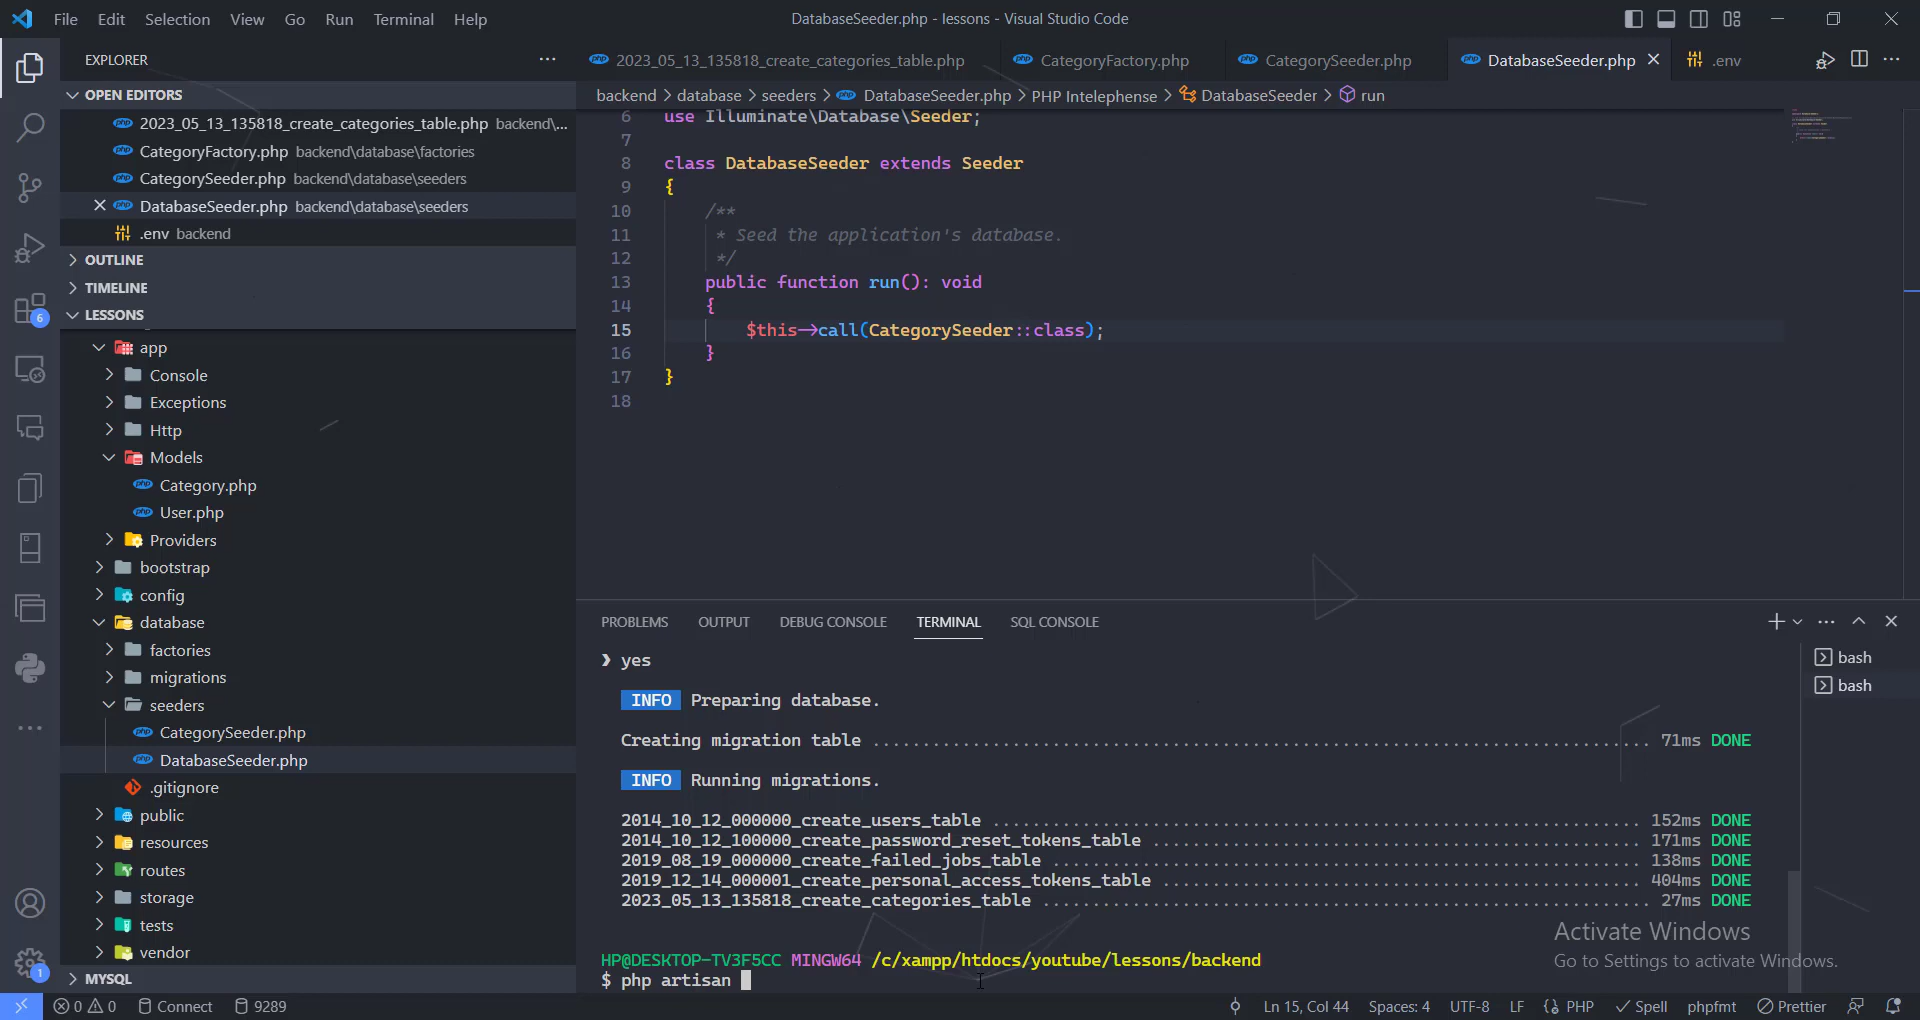 File Edit Selection View Go Run Terminal Help
DatabaseSeeder.php - lessons - Visual Studio Code
EXPLORER
OPEN EDITORS
2023_05_13_135818_create_categories_table.php backend\...
CategoryFactory.php backend\database\factories
CategorySeeder.php backend\database\seeders
DatabaseSeeder.php backend\database\seeders
.env backend
OUTLINE
TIMELINE
LESSONS
app
Console
Exceptions
Http
Models
Category.php
User.php
Providers
bootstrap
config
database
factories
migrations
seeders
CategorySeeder.php
DatabaseSeeder.php
.gitignore
public
resources
routes
storage
tests
vendor
MYSQL
6
1
2023_05_13_135818_create_categories_table.php CategoryFactory.php CategorySeeder.php DatabaseSeeder.php .env
backend > database > seeders > DatabaseSeeder.php > PHP Intelephense > DatabaseSeeder > run
6 use Illuminate\Database\Seeder;
7
8 class DatabaseSeeder extends Seeder
9 {
10 /**
11 * Seed the application's database.
12 */
13 public function run(): void
14 {
15 $this->call(CategorySeeder::class);
16 }
17 }
18
PROBLEMS OUTPUT DEBUG CONSOLE TERMINAL SQL CONSOLE
bash
bash
❯ yes
INFO Preparing database.
Creating migration table ............................................................................. 71ms DONE
INFO Running migrations.
2014_10_12_000000_create_users_table ................................................................. 152ms DONE
2014_10_12_100000_create_password_reset_tokens_table ................................................. 171ms DONE
2019_08_19_000000_create_failed_jobs_table ........................................................... 138ms DONE
2019_12_14_000001_create_personal_access_tokens_table ................................................ 404ms DONE
2023_05_13_135818_create_categories_table ............................................................. 27ms DONE
HP@DESKTOP-TV3F5CC MINGW64 /c/xampp/htdocs/youtube/lessons/backend
$ php artisan
Activate Windows
Go to Settings to activate Windows.
0 0 Connect 9289
Ln 15, Col 44 Spaces: 4 UTF-8 LF {} PHP Spell phpfmt Prettier